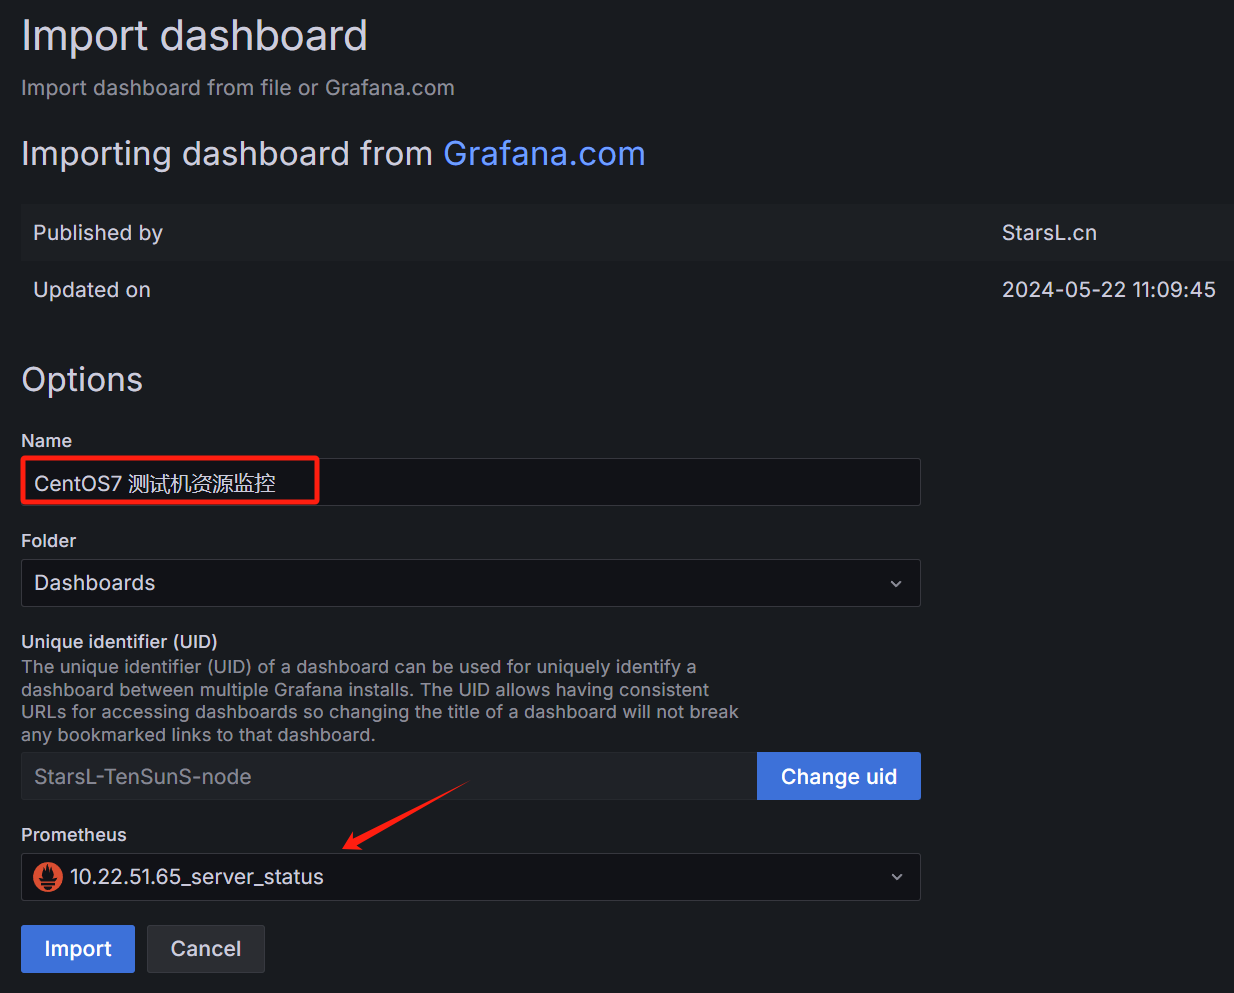 Import dashboard
Import dashboard from file or Grafana.com
Importing dashboard from Grafana.com
Published by StarsL.cn
Updated on 2024-05-22 11:09:45
Options
Name
CentOS7 测试机资源监控
Folder
Dashboards
Unique identifier (UID)
The unique identifier (UID) of a dashboard can be used for uniquely identify a
dashboard between multiple Grafana installs. The UID allows having consistent
URLs for accessing dashboards so changing the title of a dashboard will not break
any bookmarked links to that dashboard.
StarsL-TenSunS-node Change uid
Prometheus
10.22.51.65_server_status
Import Cancel